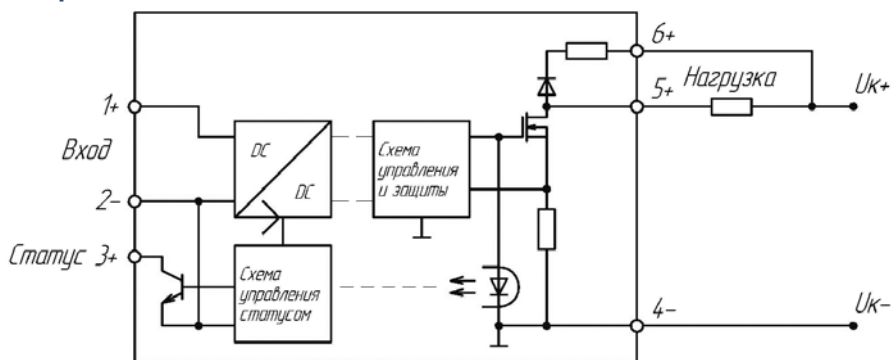 6+
5+
Нагрузка
Uк+
1+
Вход
DC
DC
Схема
управления
и защиты
2-
Статус 3+
Схема
управления
статусом
4-
Uк-